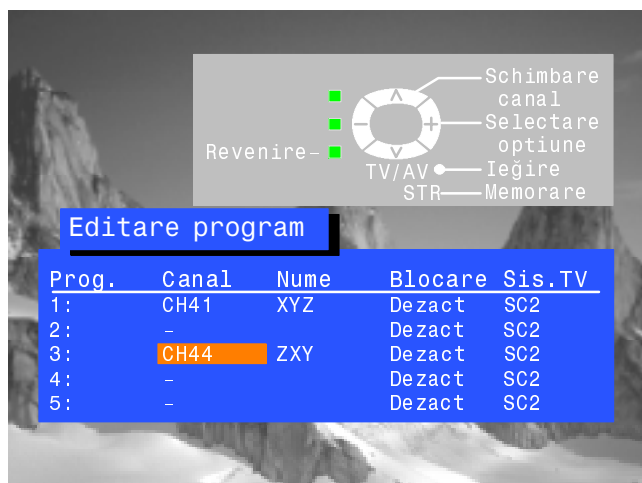 Schimbare
canal
Selectare
optiune
Revenire–
TV/AV Ieğire
STR Memorare
Editare program
Prog. Canal Nume Blocare Sis.TV
1: CH41 XYZ Dezact SC2
2: – Dezact SC2
3: CH44 ZXY Dezact SC2
4: – Dezact SC2
5: – Dezact SC2